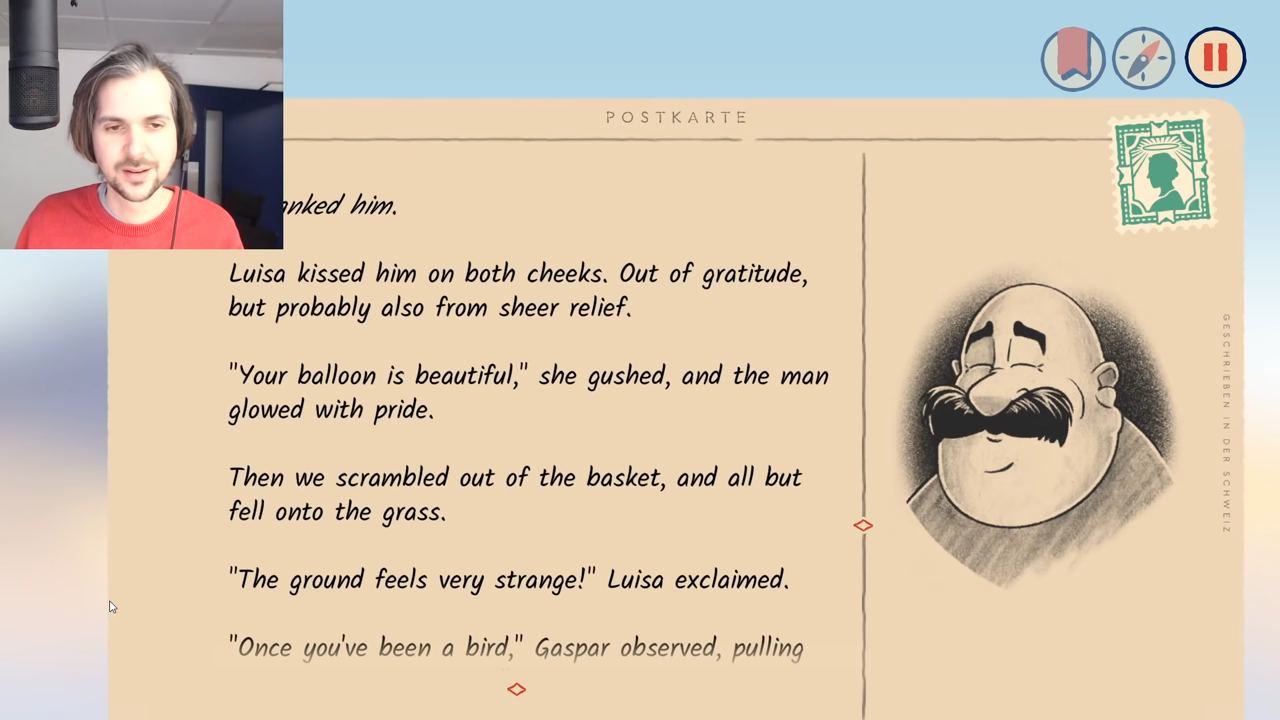 POSTKARTE
anked him.
Luisa kissed him on both cheeks. Out of gratitude,
but probably also from sheer relief.
"Your balloon is beautiful," she gushed, and the man
glowed with pride.
Then we scrambled out of the basket, and all but
fell onto the grass.
"The ground feels very strange!" Luisa exclaimed.
"Once you've been a bird," Gaspar observed, pulling
GESCHRIEBEN IN DER SCHWEIZ